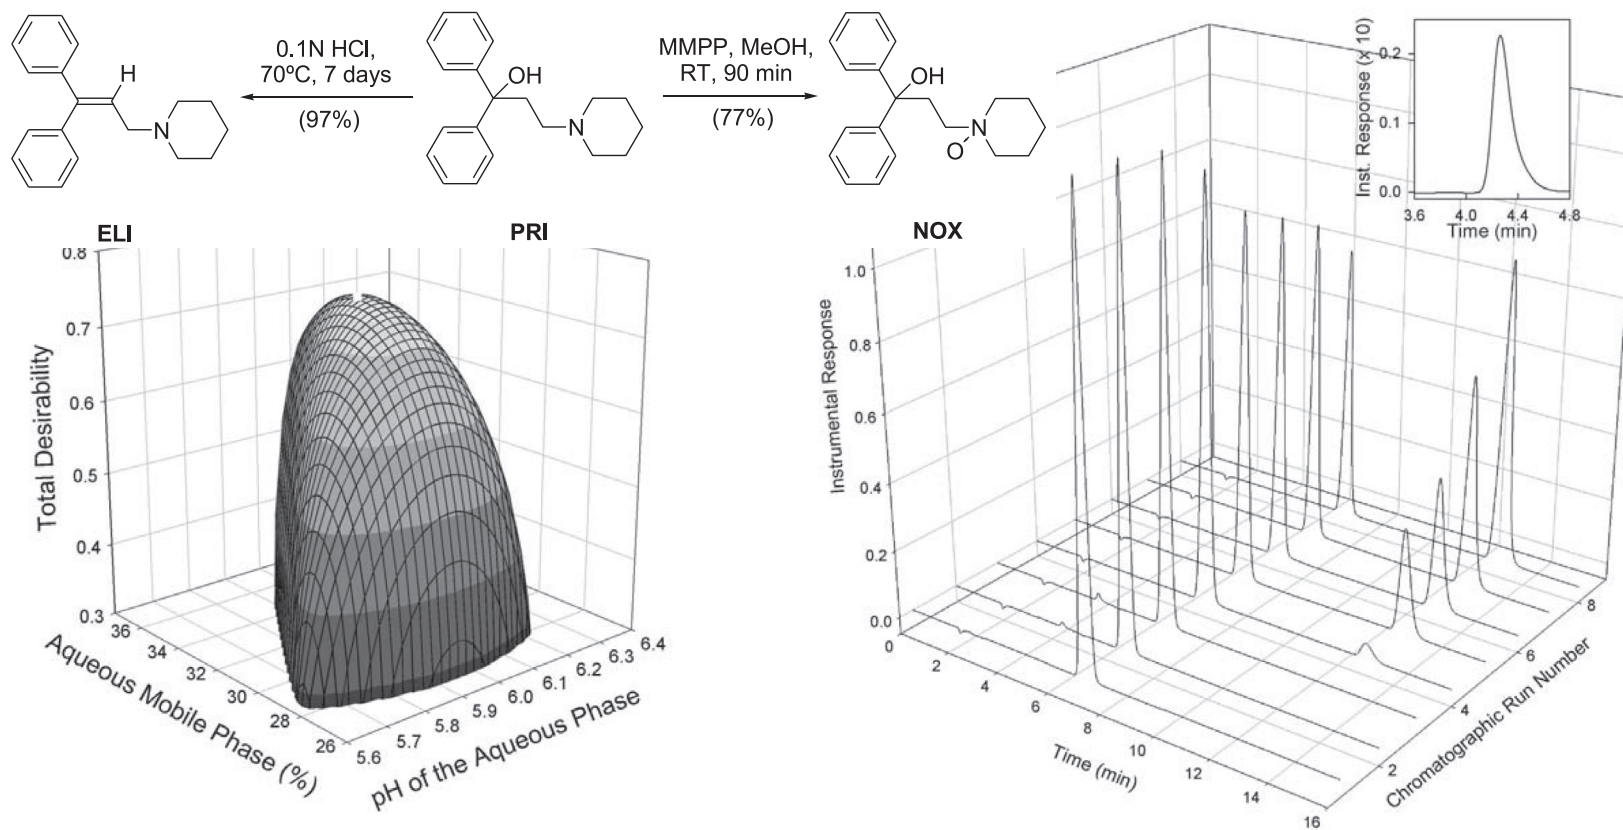 0.1N HCl,
70ºC, 7 days
(97%)
H
N
ELI
OH
N
PRI
MMPP, MeOH,
RT, 90 min
(77%)
OH
N
O
NOX
Total Desirability
0.8
0.7
0.6
0.5
0.4
0.3
36
34
32
30
28
26
Aqueous Mobile Phase (%)
5.6
5.7
5.8
5.9
6.0
6.1
6.2
6.3
6.4
pH of the Aqueous Phase
Instrumental Response
1.0
0.8
0.6
0.4
0.2
0.0
0
2
4
6
8
10
12
14
16
Time (min)
2
4
6
8
Chromatographic Run Number
Inst. Response (x 10)
0.2
0.1
0.0
3.6
4.0
4.4
4.8
Time (min)